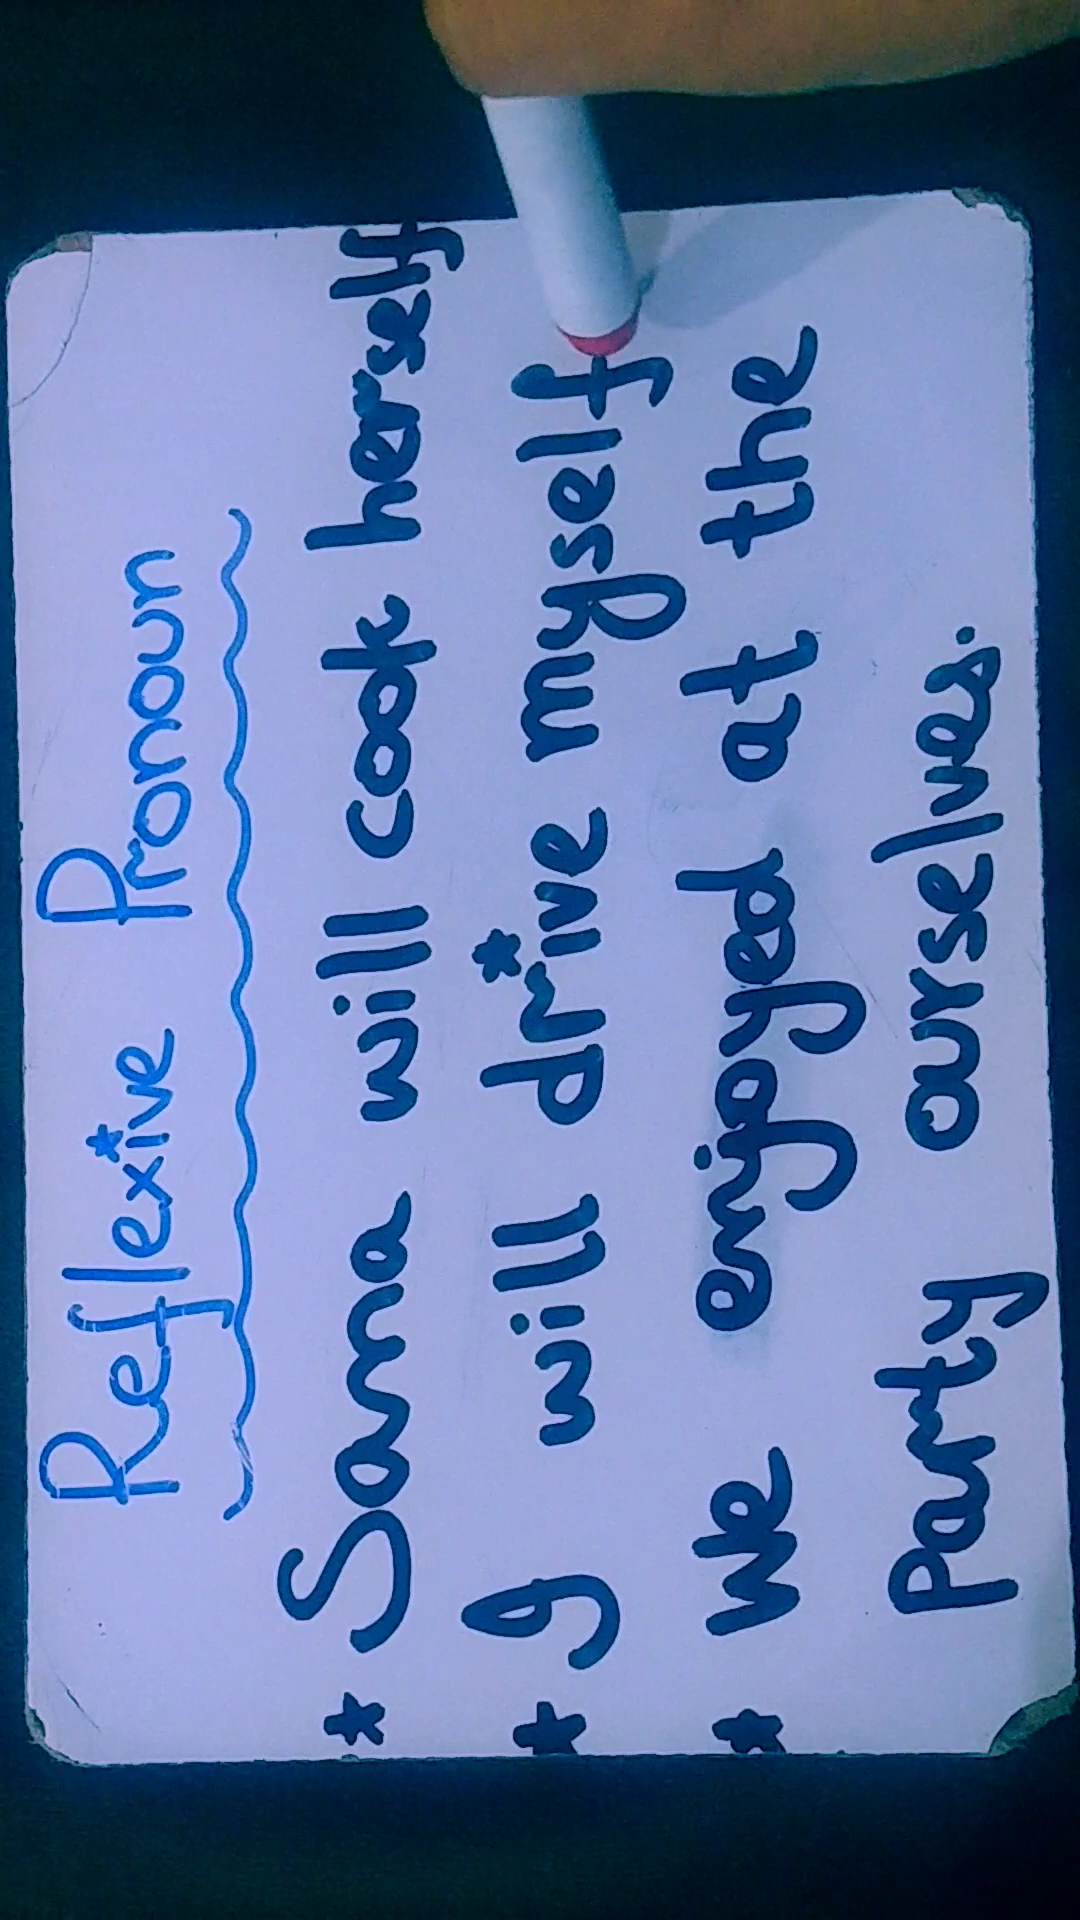 Reflexive Pronoun
* Sama will cook herself
* I will drive myself
* we enjoyed at the
party ourselves.